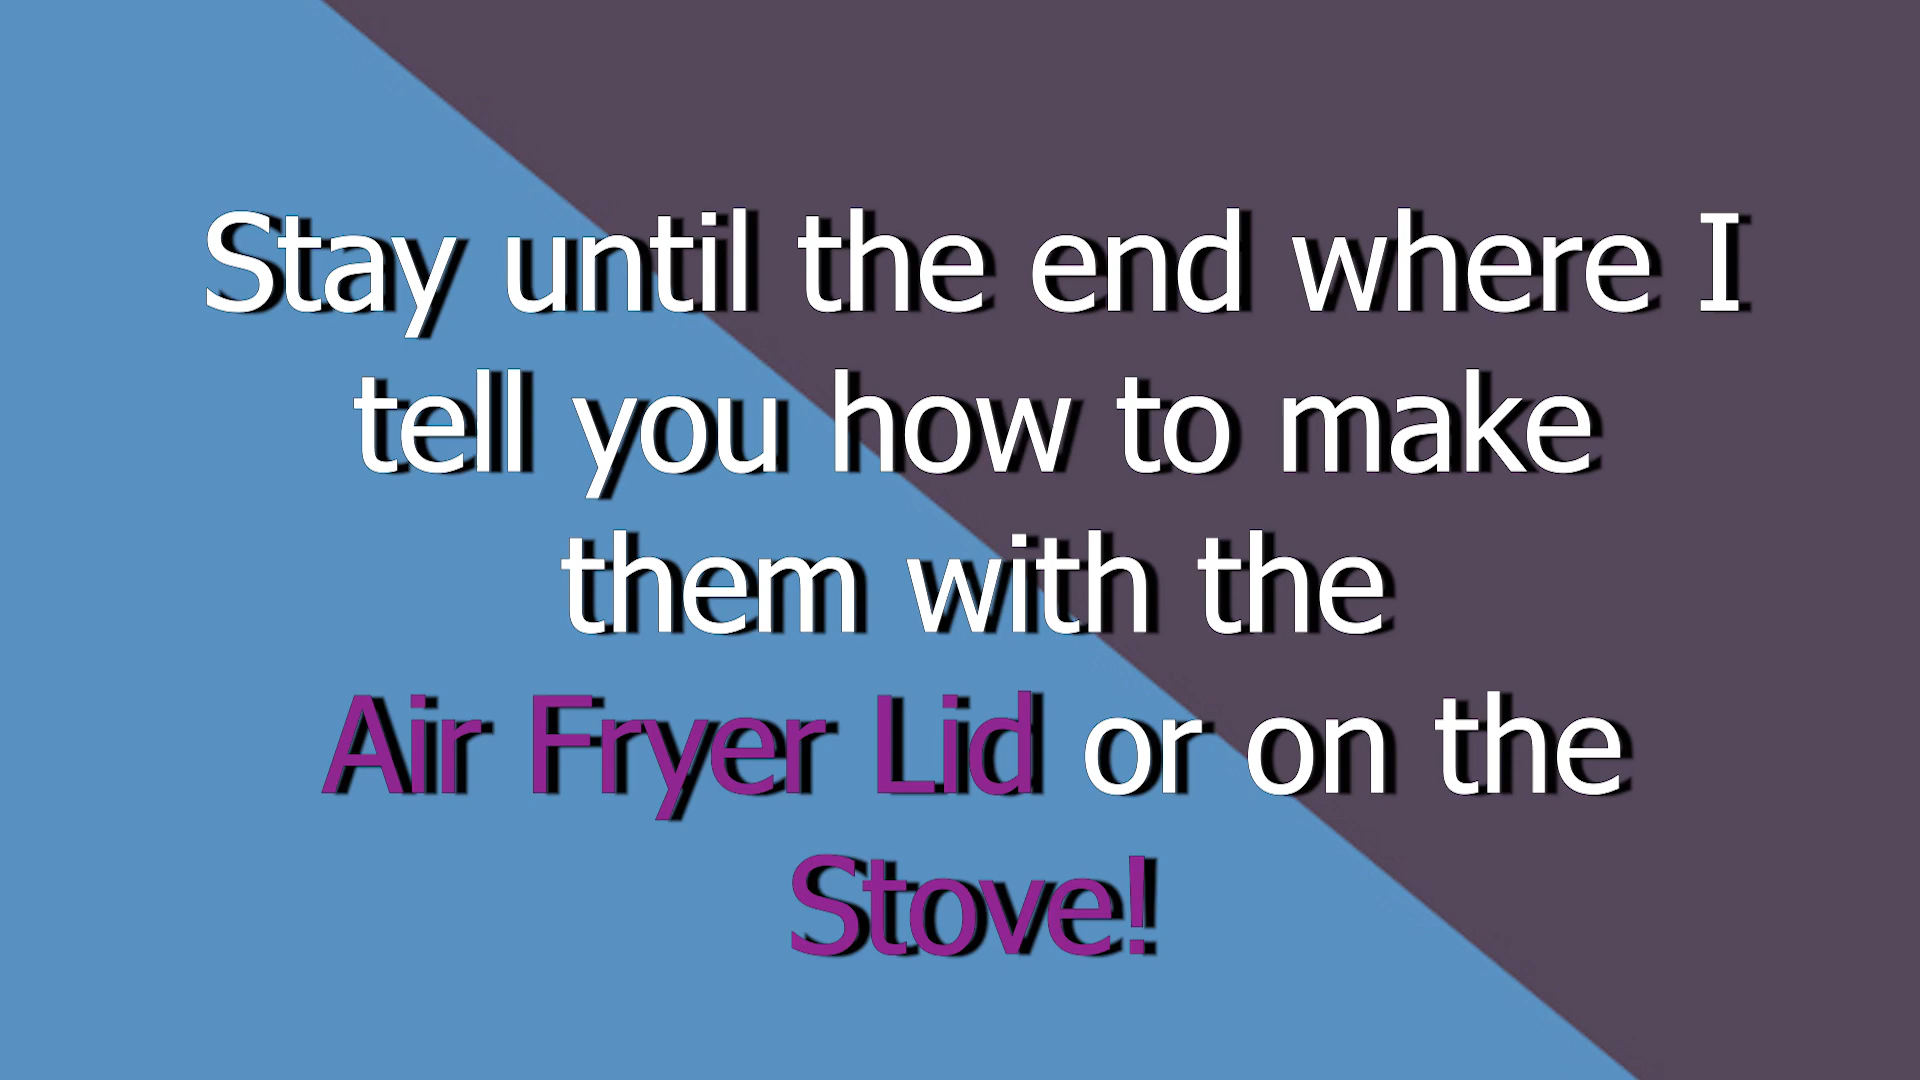 Stay until the end where I
tell you how to make
them with the
Air Fryer Lid or on the
Stove!